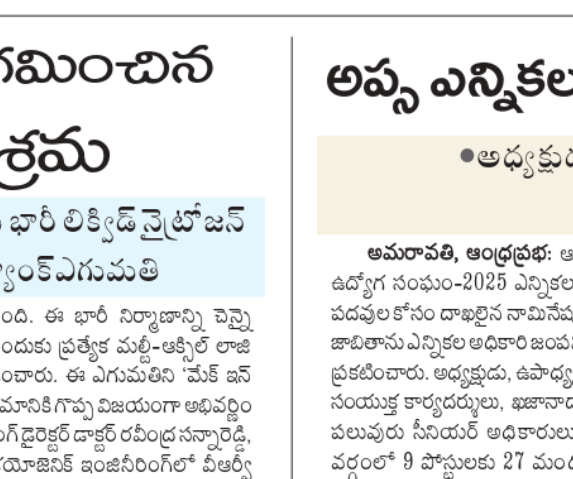 గమించిన
శ్రమ
భారీ లిక్విడ్ నైట్రోజన్
్యాంక్ఎగుమతి
ంది. ఈ భారీ నిర్మాణాన్ని చెన్నై
ందుకు ప్రత్యేక మల్టీ-ఆక్సిల్ లాజి
ంచారు. ఈ ఎగుమతిని ‘మేక్ ఇన్
మానికి గొప్ప విజయంగా అభివర్ణిం
ంగ్ డైరెక్టర్ డాక్టర్ రవీంద్ర సన్నారెడ్డి,
యోజెనిక్ ఇంజినీరింగ్‌లో వీఆర్వీ
అప్స ఎన్నికల
•అధ్యక్షుడ
అమరావతి, ఆంధ్రప్రభ: ఆ
ఉద్యోగ సంఘం-2025 ఎన్నికల
పదవుల కోసం దాఖలైన నామినేష
జాబితాను ఎన్నికల అధికారి జంప
ప్రకటించారు. అధ్యక్షుడు, ఉపాధ్య
సంయుక్త కార్యదర్శులు, ఖజానాద
పలువురు సీనియర్ అధికారులు
వర్గంలో 9 పోస్టులకు 27 మంద